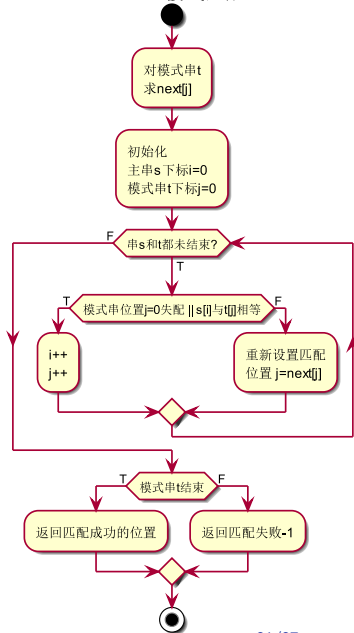 对模式串t
求next[j]
初始化
主串s下标i=0
模式串t下标j=0
串s和t都未结束?
F
T
模式串位置j=0失配 || s[i]与t[j]相等
T
F
i++
j++
重新设置匹配
位置 j=next[j]
模式串t结束
T
F
返回匹配成功的位置
返回匹配失败-1